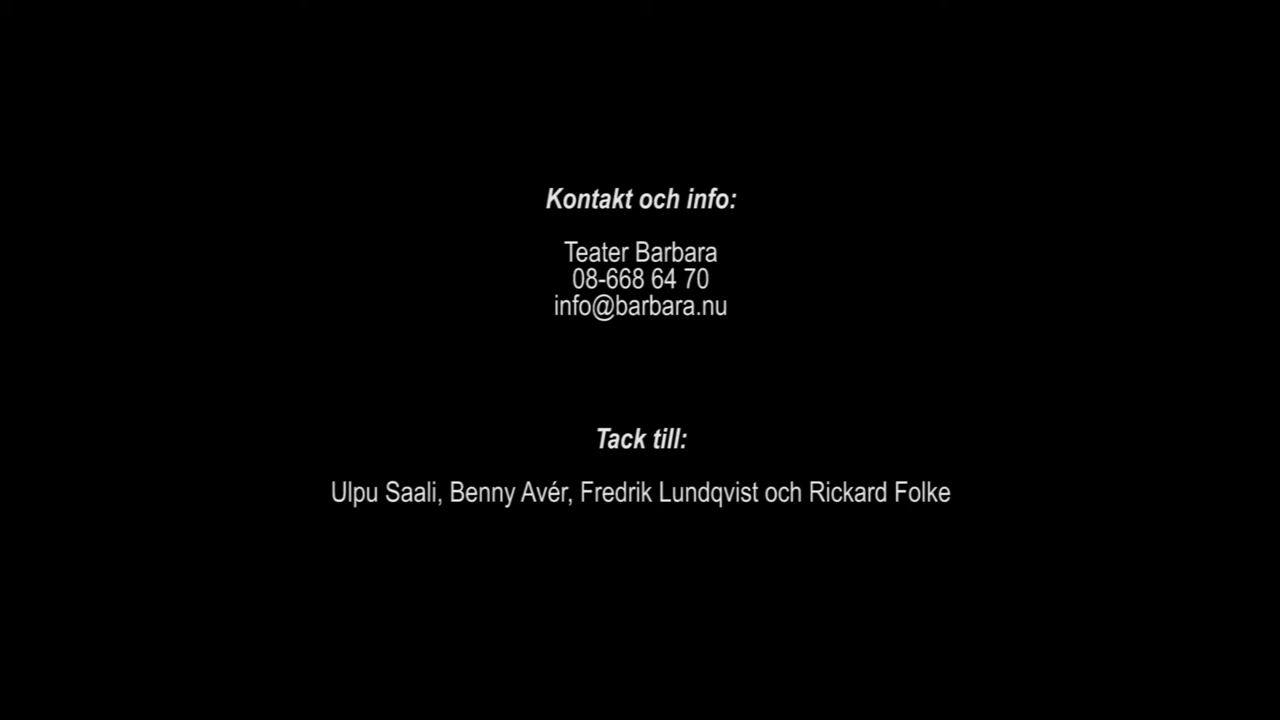 Kontakt och info:
Teater Barbara
08-668 64 70
info@barbara.nu
Tack till:
Ulpu Saali, Benny Avér, Fredrik Lundqvist och Rickard Folke